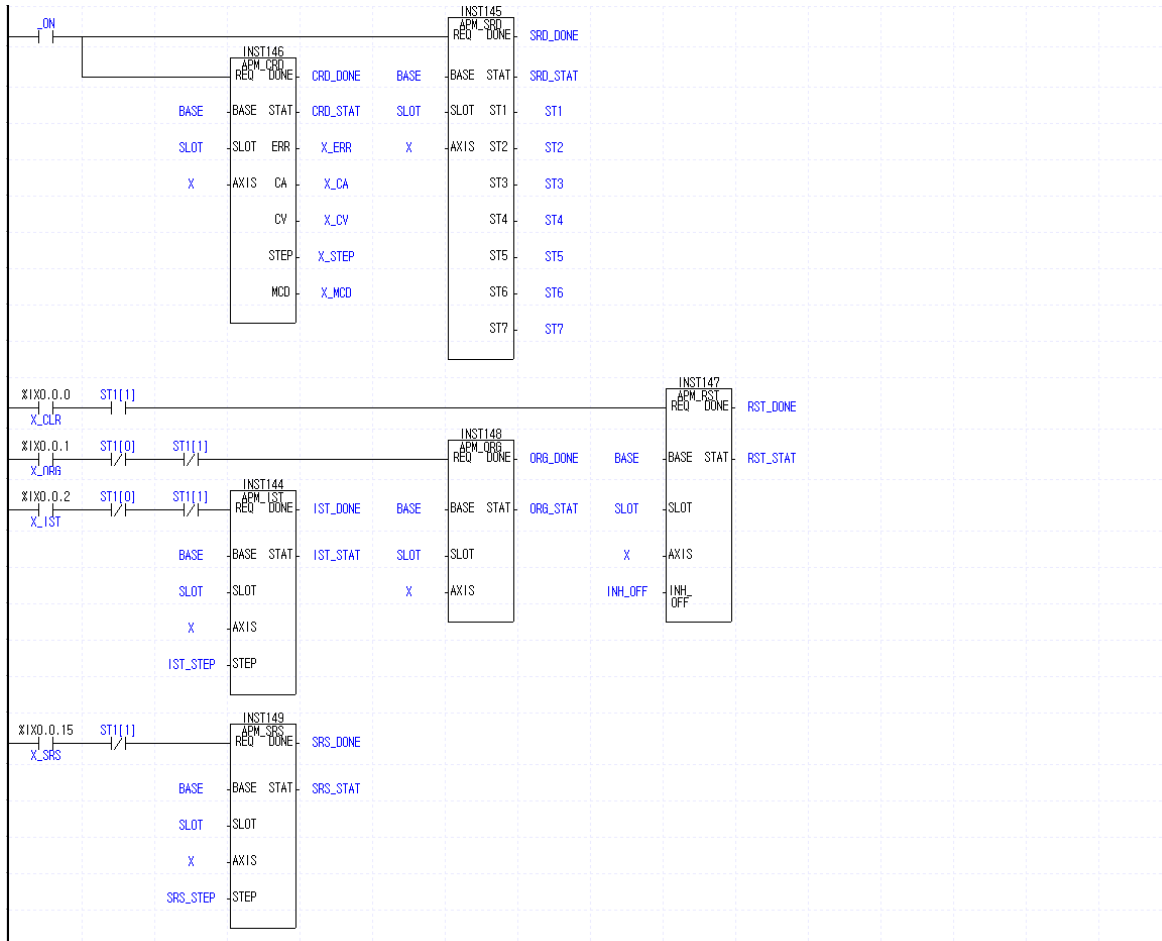 INST145
_ON APM_SRD
REQ DONE SRD_DONE
INST146
APM_CRD
REQ DONE CRD_DONE BASE BASE STAT SRD_STAT
BASE BASE STAT CRD_STAT SLOT SLOT ST1 ST1
SLOT SLOT ERR X_ERR X AXIS ST2 ST2
X AXIS CA X_CA ST3 ST3
CV X_CV ST4 ST4
STEP X_STEP ST5 ST5
MCD X_MCD ST6 ST6
ST7 ST7
INST147
%IX0.0.0 ST1[1] APM_RST
REQ DONE RST_DONE
X_CLR
INST148
%IX0.0.1 ST1[0] ST1[1] APM_ORG
REQ DONE ORG_DONE BASE BASE STAT RST_STAT
X_ORG
INST144
%IX0.0.2 ST1[0] ST1[1] APM_IST
REQ DONE IST_DONE BASE BASE STAT ORG_STAT SLOT SLOT
X_IST
BASE BASE STAT IST_STAT SLOT SLOT X AXIS
SLOT SLOT X AXIS INH_OFF INH_
OFF
X AXIS
IST_STEP STEP
INST149
%IX0.0.15 ST1[1] APM_SRS
REQ DONE SRS_DONE
X_SRS
BASE BASE STAT SRS_STAT
SLOT SLOT
X AXIS
SRS_STEP STEP